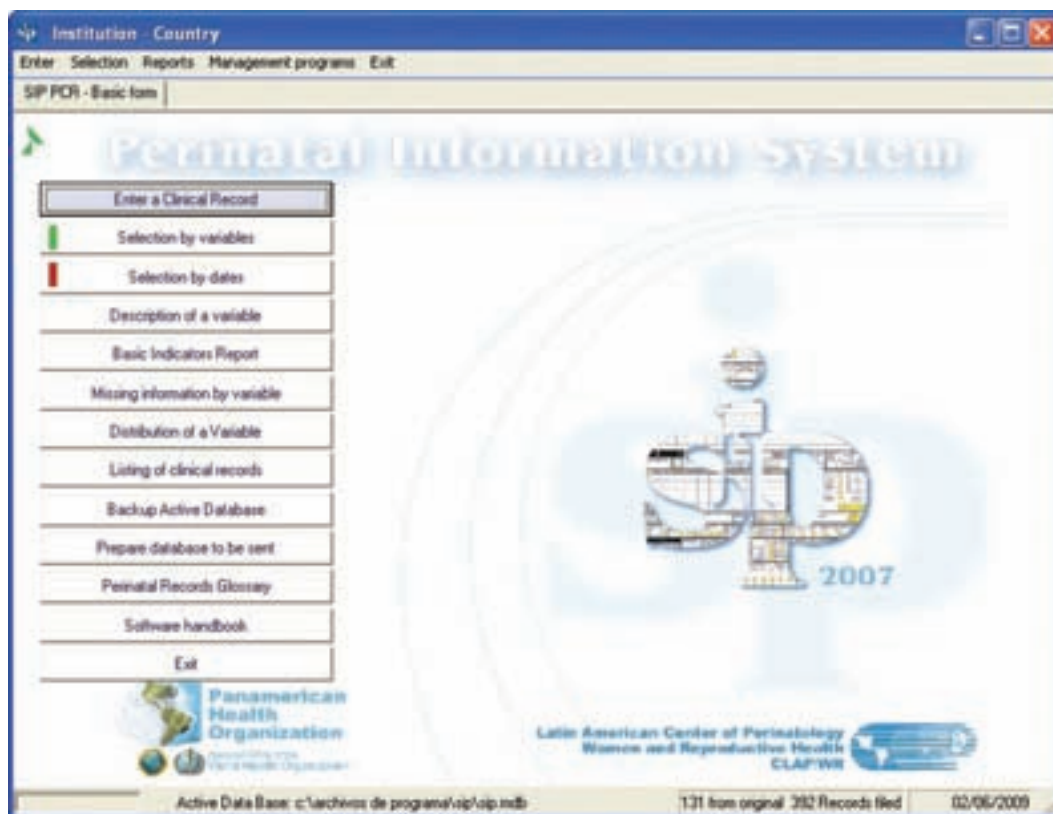 Institution - Country
Enter Selection Reports Management programs Exit
SIP PCR - Basic form
Perinatal Information System
Enter a Clinical Record
Selection by variables
Selection by dates
Description of a variable
Basic Indicators Report
Missing information by variable
Distribution of a Variable
Listing of clinical records
Backup Active Database
Prepare database to be sent
Perinatal Records Glossary
Software handbook
Exit
sip
2007
Panamerican
Health
Organization
Latin American Center of Perinatology
Women and Reproductive Health
CLAP/WR
Active Data Base: c:\archivos de programa\sip\sip.mdb 131 from original 392 Records filed 02/06/2009